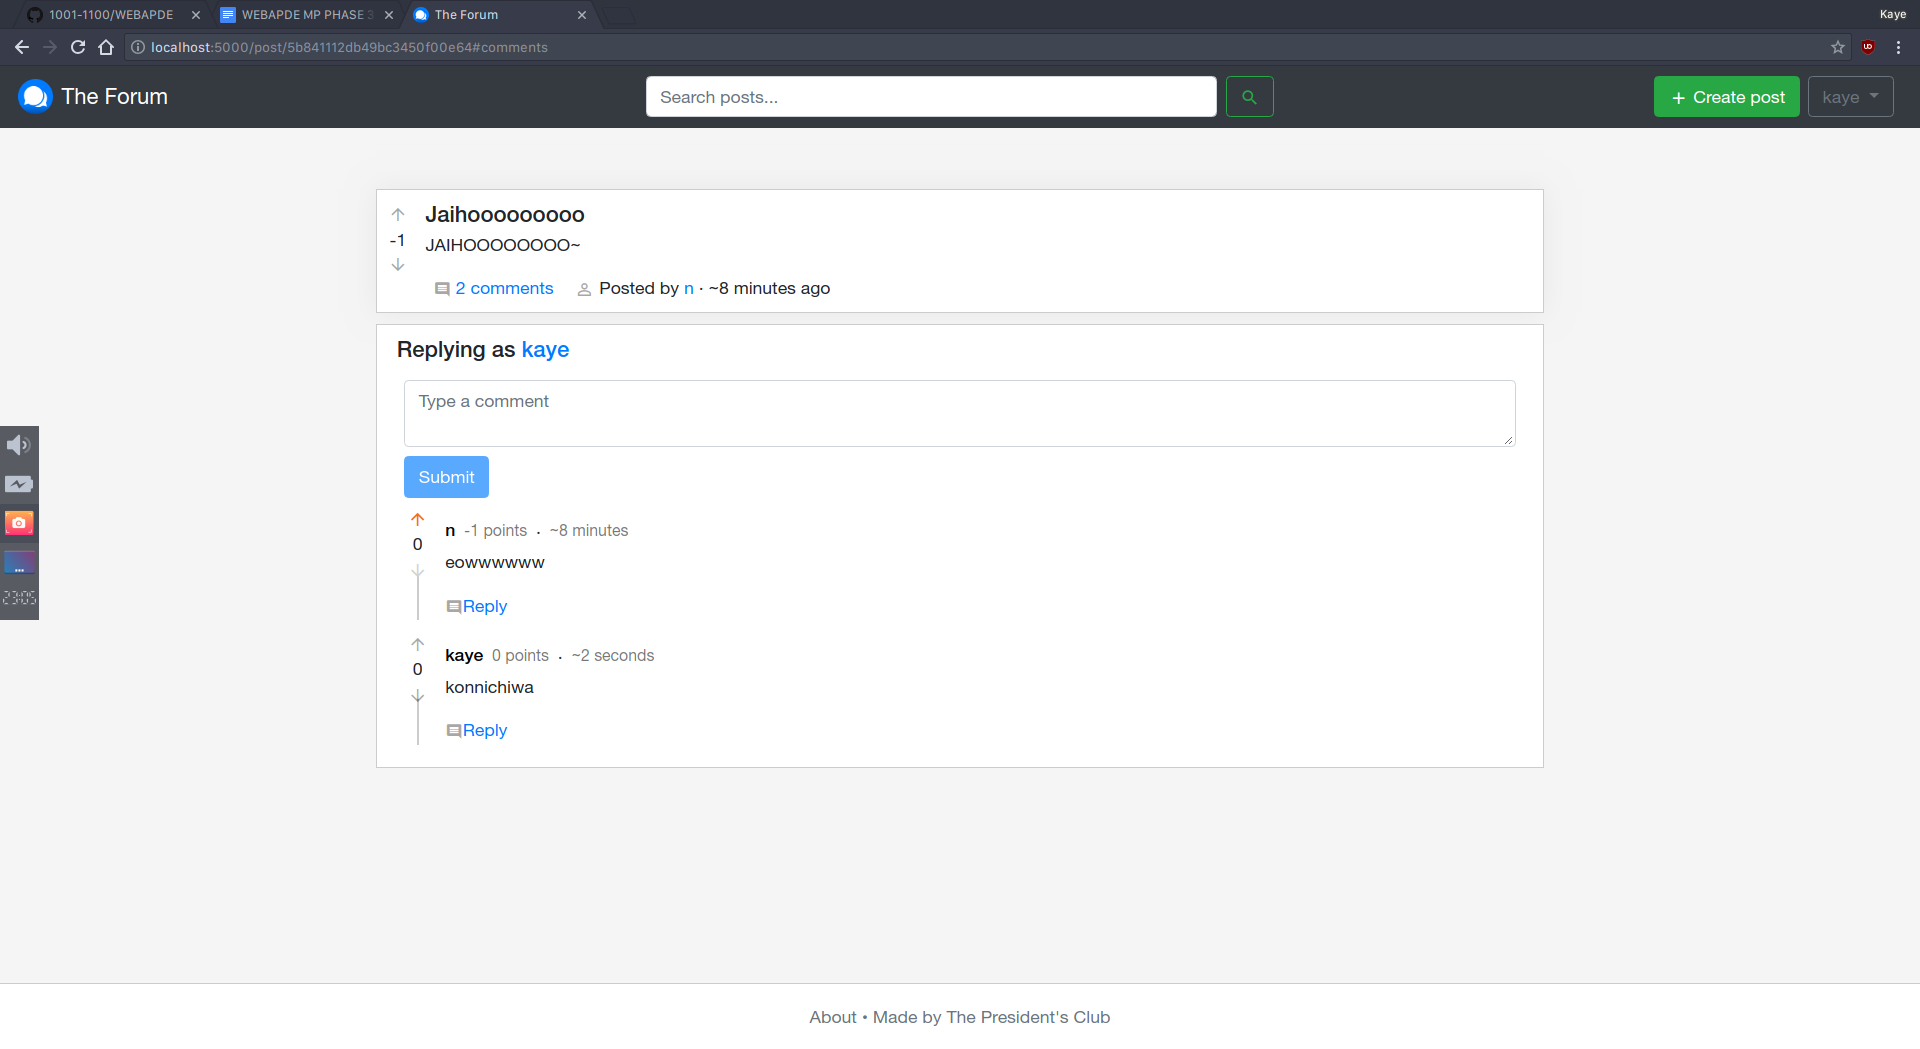 1001-1100/WEBAPDE
WEBAPDE MP PHASE 3
The Forum
Kaye
localhost:5000/post/5b841112db49bc3450f00e64#comments
The Forum
Search posts...
Create post
kaye
Jaihooooooooo
-1
JAIHOOOOOOOO~
2 comments
Posted by n · ~8 minutes ago
Replying as kaye
Type a comment
Submit
n -1 points · ~8 minutes
0
eowwwwww
Reply
kaye 0 points · ~2 seconds
0
konnichiwa
Reply
23:05
About • Made by The President's Club